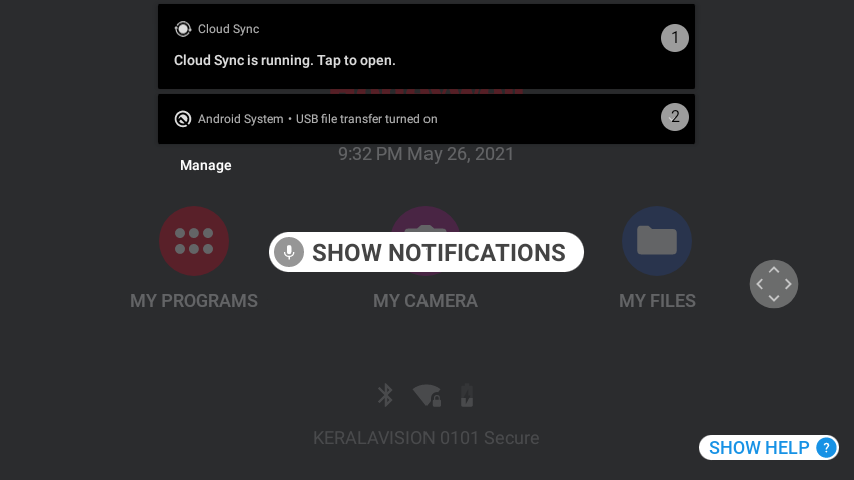 Cloud Sync
1
Cloud Sync is running. Tap to open.
Android System • USB file transfer turned on
2
9:32 PM May 26, 2021
Manage
SHOW NOTIFICATIONS
MY PROGRAMS
MY CAMERA
MY FILES
KERALAVISION 0101 Secure
SHOW HELP ?